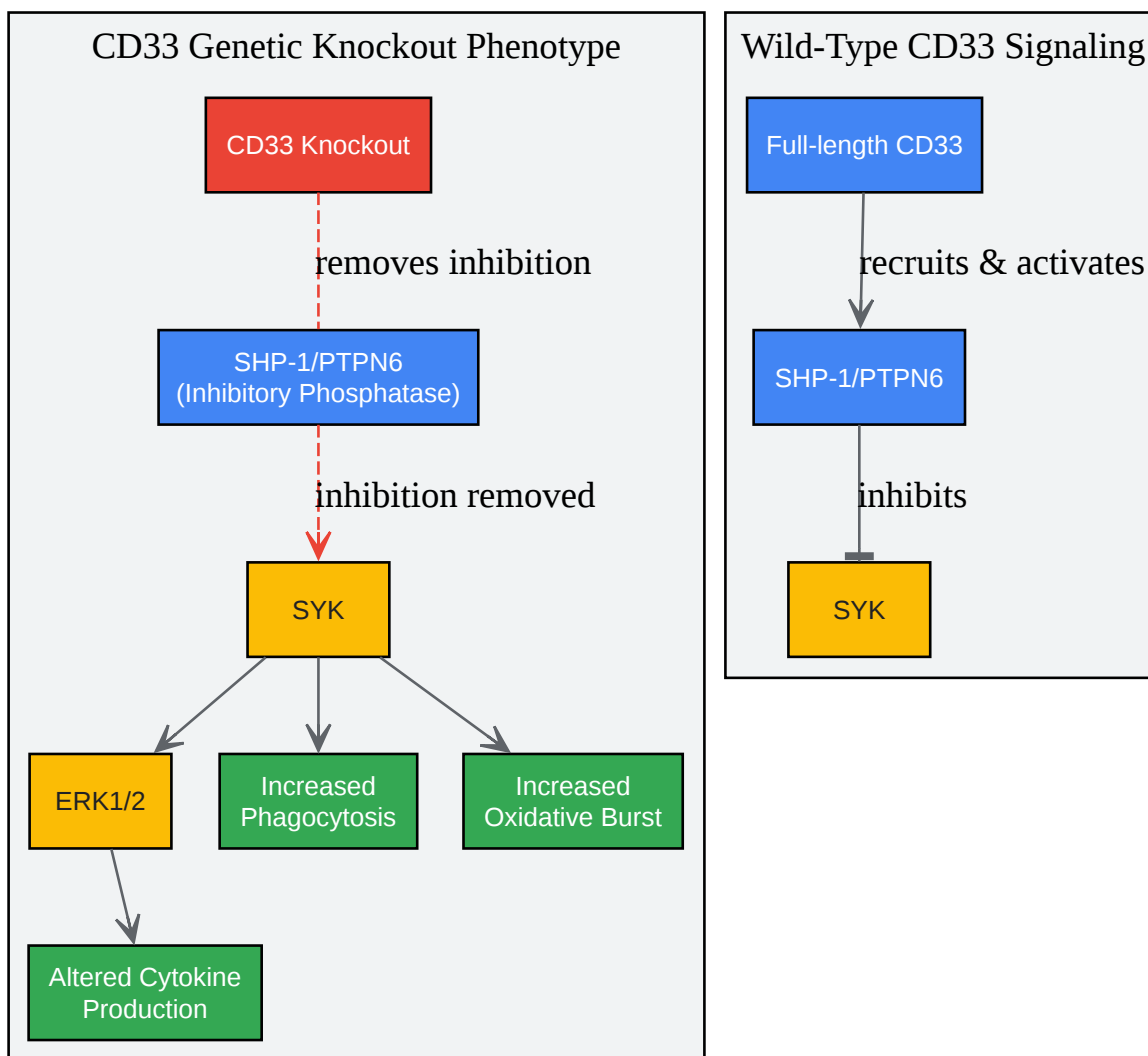 CD33 Genetic Knockout Phenotype
CD33 Knockout
removes inhibition
SHP-1/PTPN6
(Inhibitory Phosphatase)
inhibition removed
SYK
ERK1/2
Increased
Phagocytosis
Increased
Oxidative Burst
Altered Cytokine
Production
Wild-Type CD33 Signaling
Full-length CD33
recruits & activates
SHP-1/PTPN6
inhibits
SYK